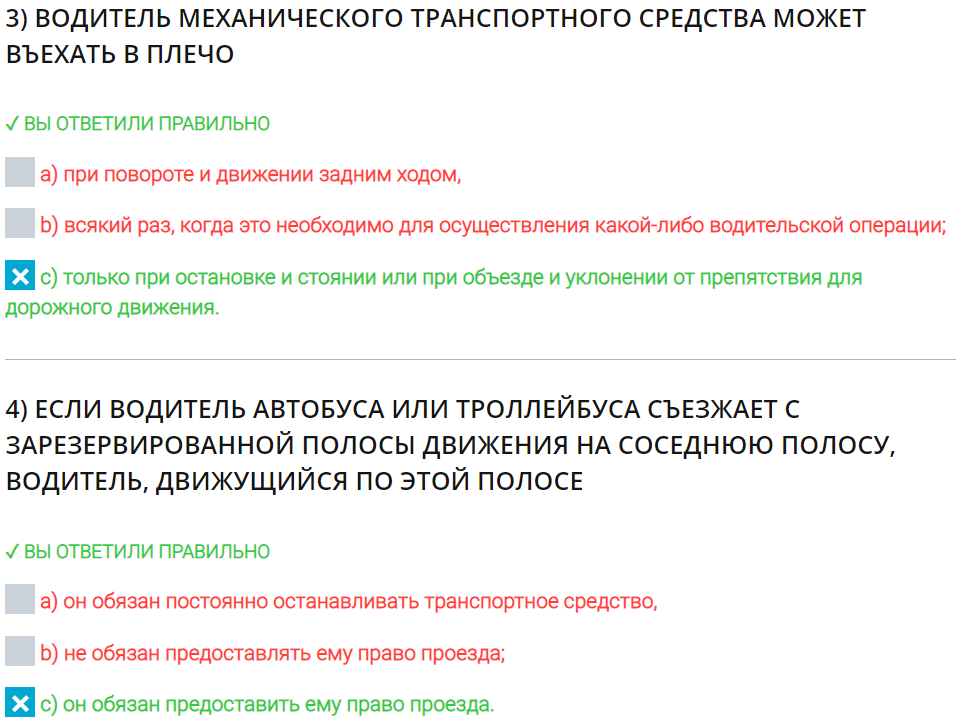 3) ВОДИТЕЛЬ МЕХАНИЧЕСКОГО ТРАНСПОРТНОГО СРЕДСТВА МОЖЕТ
ВЪЕХАТЬ В ПЛЕЧО
✓ ВЫ ОТВЕТИЛИ ПРАВИЛЬНО
a) при повороте и движении задним ходом,
b) всякий раз, когда это необходимо для осуществления какой-либо водительской операции;
c) только при остановке и стоянии или при объезде и уклонении от препятствия для
дорожного движения.
4) ЕСЛИ ВОДИТЕЛЬ АВТОБУСА ИЛИ ТРОЛЛЕЙБУСА СЪЕЗЖАЕТ С
ЗАРЕЗЕРВИРОВАННОЙ ПОЛОСЫ ДВИЖЕНИЯ НА СОСЕДНЮЮ ПОЛОСУ,
ВОДИТЕЛЬ, ДВИЖУЩИЙСЯ ПО ЭТОЙ ПОЛОСЕ
✓ ВЫ ОТВЕТИЛИ ПРАВИЛЬНО
a) он обязан постоянно останавливать транспортное средство,
b) не обязан предоставлять ему право проезда;
c) он обязан предоставить ему право проезда.